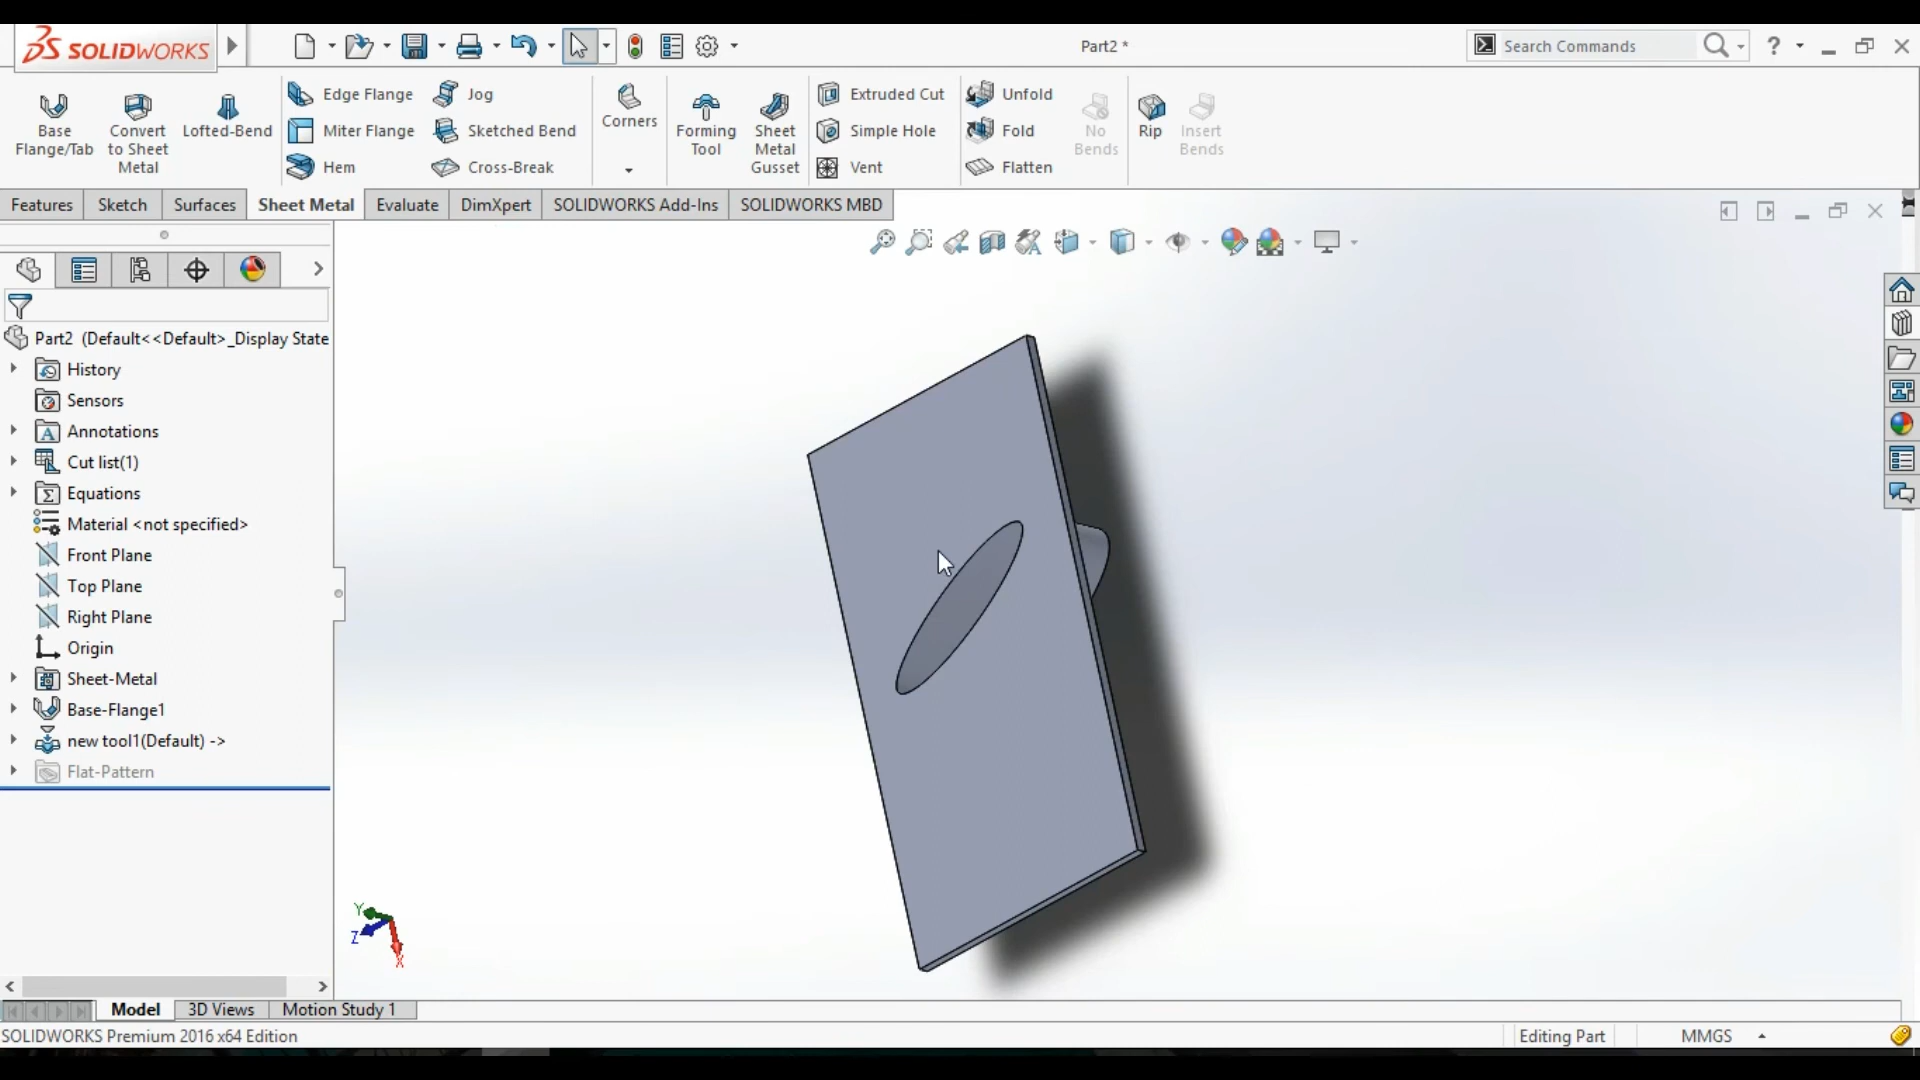 SOLIDWORKS
Part2 *
Search Commands
?
Base Flange/Tab
Convert to Sheet Metal
Lofted-Bend
Edge Flange
Miter Flange
Hem
Jog
Sketched Bend
Cross-Break
Corners
Forming Tool
Sheet Metal Gusset
Extruded Cut
Simple Hole
Vent
Unfold
Fold
Flatten
No Bends
Rip
Insert Bends
Features
Sketch
Surfaces
Sheet Metal
Evaluate
DimXpert
SOLIDWORKS Add-Ins
SOLIDWORKS MBD
Part2 (Default<<Default>_Display State
History
Sensors
Annotations
Cut list(1)
Equations
Material <not specified>
Front Plane
Top Plane
Right Plane
Origin
Sheet-Metal
Base-Flange1
new tool1(Default) ->
Flat-Pattern
Y
Z
X
Model
3D Views
Motion Study 1
SOLIDWORKS Premium 2016 x64 Edition
Editing Part
MMGS